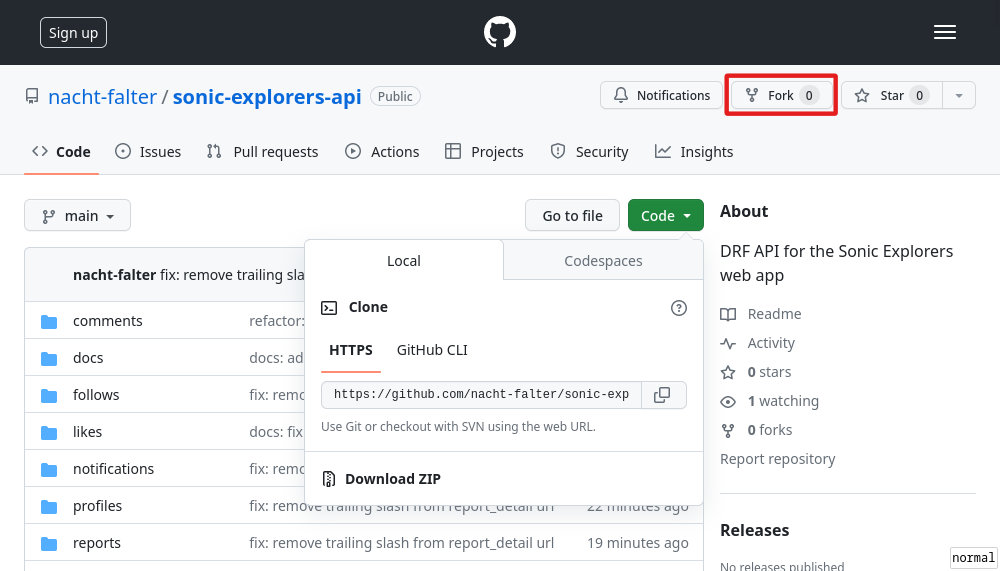 Sign up
nacht-falter / sonic-explorers-api Public
Notifications Fork 0 Star 0
Code Issues Pull requests Actions Projects Security Insights
main Go to file Code
About
DRF API for the Sonic Explorers
web app
Readme
Activity
0 stars
1 watching
0 forks
Report repository
Releases
No releases published
Local Codespaces
Clone
HTTPS GitHub CLI
https://github.com/nacht-falter/sonic-exp
Use Git or checkout with SVN using the web URL.
Download ZIP
nacht-falter fix: remove trailing sla
comments refactor:
docs docs: ad
follows fix: remo
likes docs: fix
notifications fix: remo
profiles fix: remove trailing slash from report_detail url 22 minutes ago
reports fix: remove trailing slash from report_detail url 19 minutes ago
normal